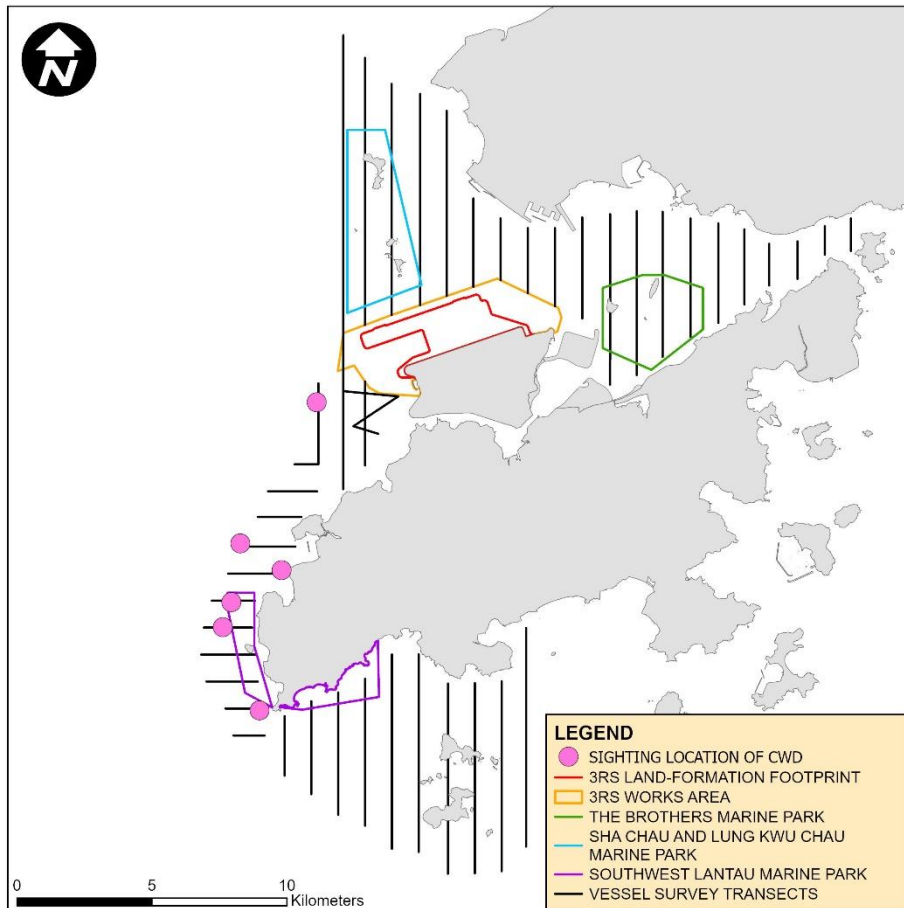 N
LEGEND
SIGHTING LOCATION OF CWD
3RS LAND-FORMATION FOOTPRINT
3RS WORKS AREA
THE BROTHERS MARINE PARK
SHA CHAU AND LUNG KWU CHAU
MARINE PARK
SOUTHWEST LANTAU MARINE PARK
VESSEL SURVEY TRANSECTS
0 5 10
Kilometers